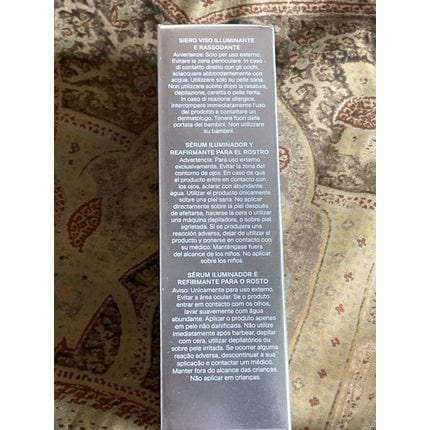 SIERO VISO ILLUMINANTE
E RASSODANTE
Avvertenze: Solo per uso esterno.
Evitare la zona perioculare. In caso
di contatto diretto con gli occhi,
sciacquare abbondantemente con
acqua. Utilizzare solo su pelle sana.
Non utilizzare subito dopo la rasatura,
depilazione, ceretta o pelle ferita.
In caso di reazione allergica,
interrompere immediatamente l'uso
del prodotto e contattare un
dermatologo. Tenere fuori dalla
portata dei bambini. Non utilizzare
su bambini.
SÉRUM ILUMINADOR Y
REAFIRMANTE PARA EL ROSTRO
Advertencia: Para uso externo
exclusivamente. Evitar la zona del
contorno de ojos. En caso de que
el producto entre en contacto con
los ojos, aclarar con abundante
agua. Utilizar el producto únicamente
sobre una piel sana. No aplicar
directamente sobre la piel después
de afeitarse, hacerse la cera o utilizar
una máquina depiladora, o sobre piel
agrietada. Si se produjera una
reacción adversa, dejar de utilizar el
producto y ponerse en contacto con
su médico. Manténgase fuera
del alcance de los niños. No aplicar
sobre los niños.
SÉRUM ILUMINADOR E
REFIRMANTE PARA O ROSTO
Aviso: Unicamente para uso externo.
Evitar a área ocular. Se o produto
entrar em contacto com os olhos,
lavar suavemente com água
abundante. Aplicar o produto apenas
em pele não danificada. Não utilize
imediatamente após barbear, depilar
com cera, utilizar depilatórios ou
sobre pele irritada. Se ocorrer alguma
reação adversa, descontinuar a sua
aplicação e contactar um médico.
Manter fora do alcance das crianças.
Não aplicar em crianças.